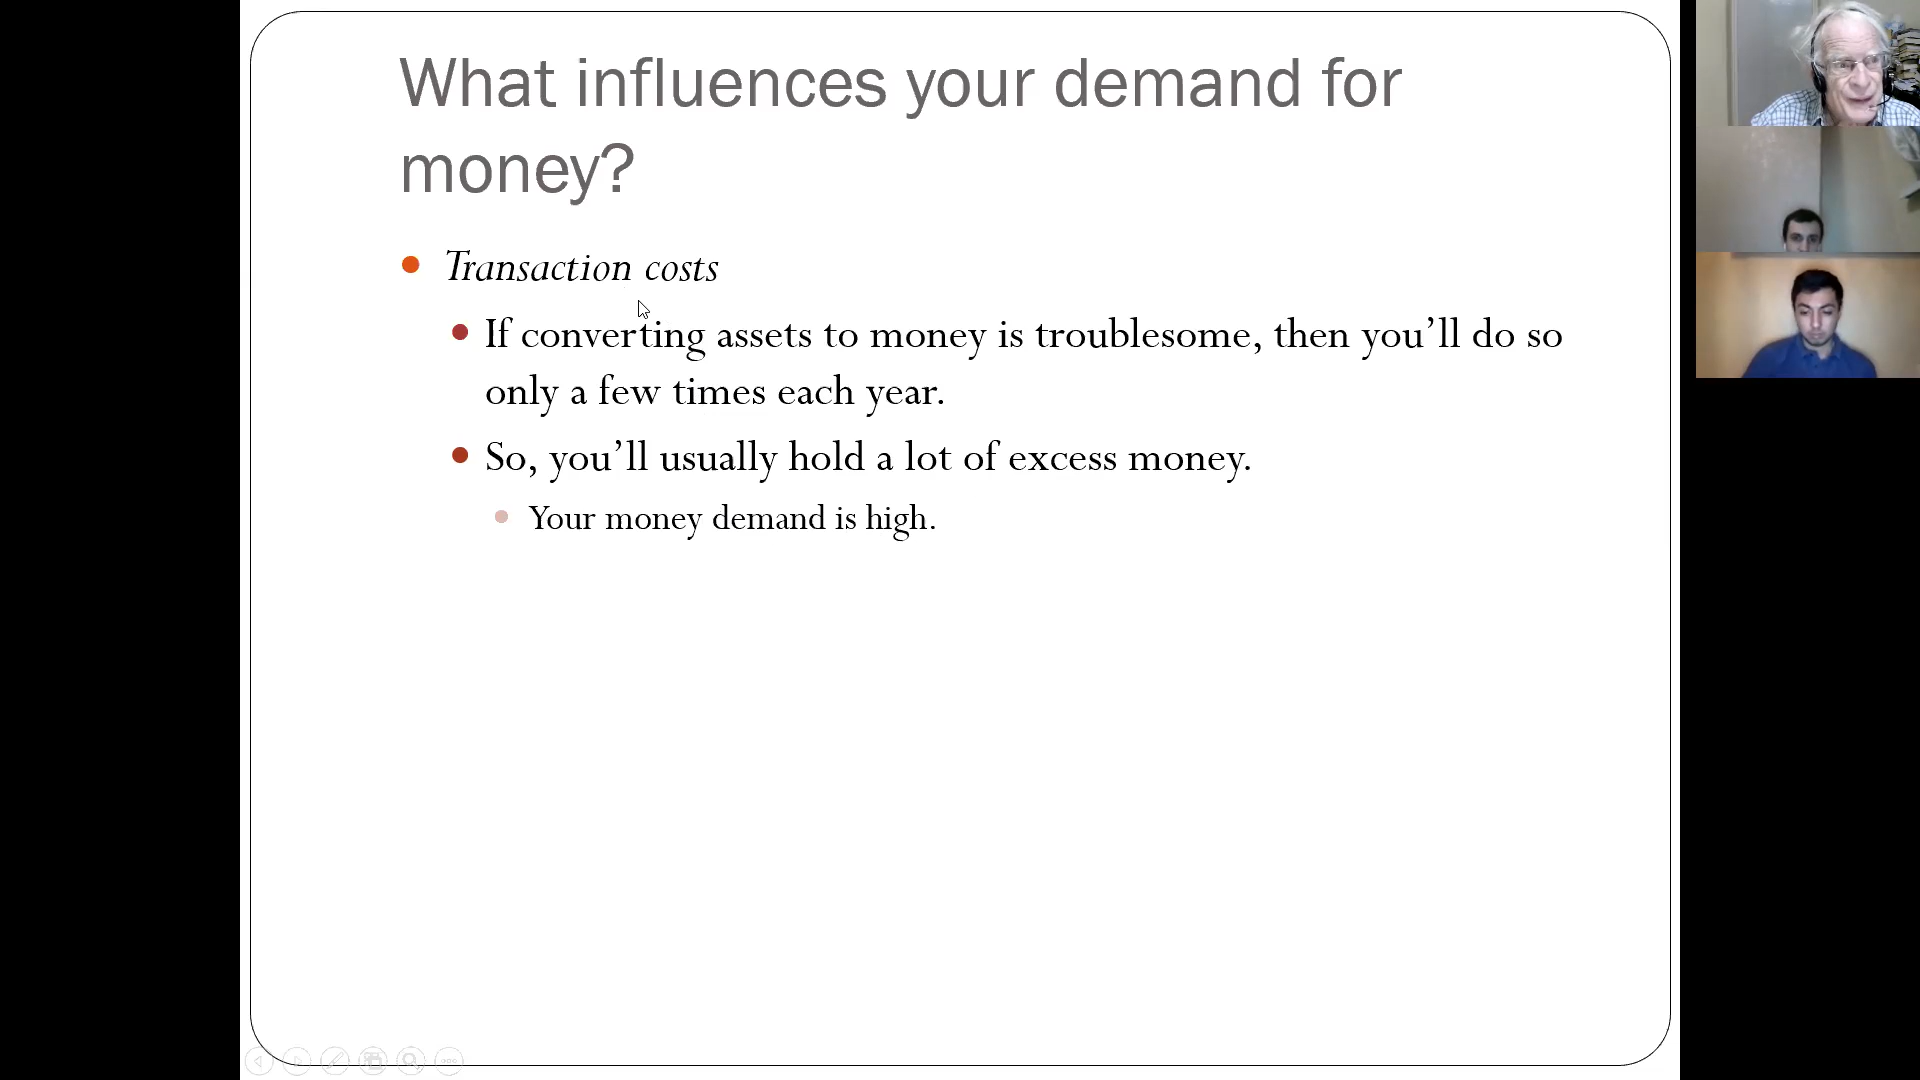 What influences your demand for
money?
Transaction costs
If converting assets to money is troublesome, then you’ll do so
only a few times each year.
So, you’ll usually hold a lot of excess money.
Your money demand is high.